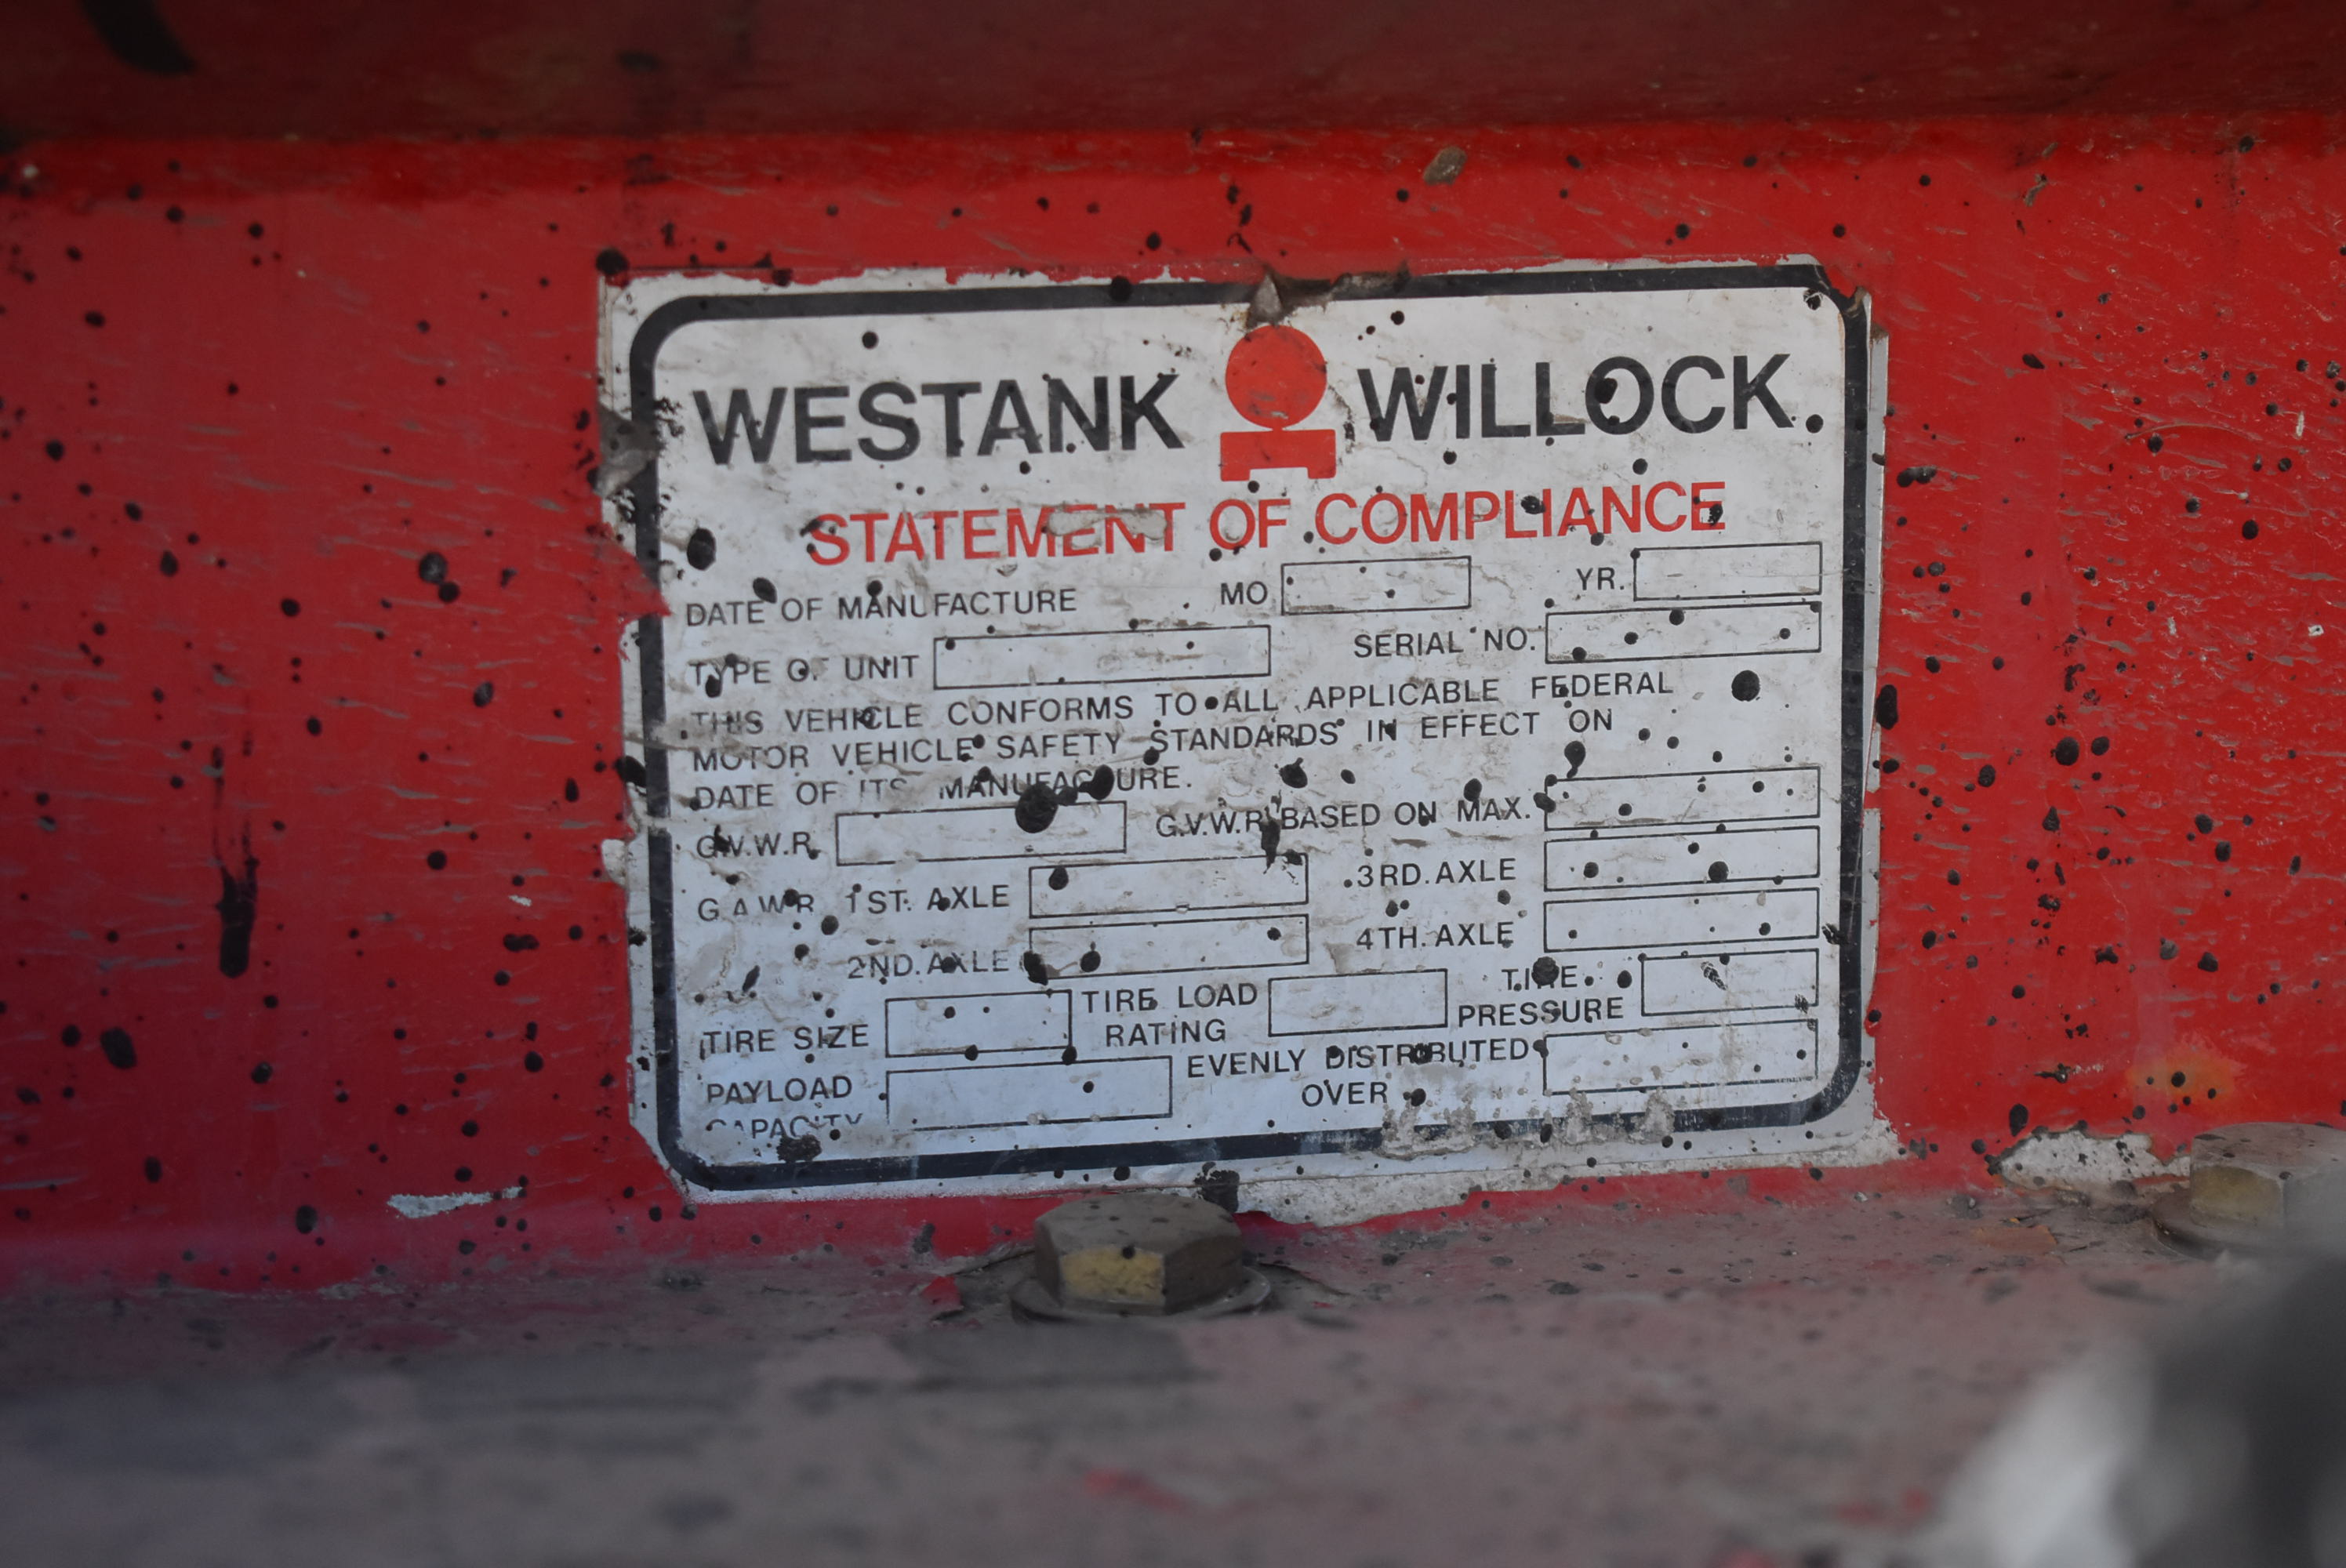 WESTANK WILLOCK
STATEMENT OF COMPLIANCE
DATE OF MANUFACTURE MO YR.
TYPE OF UNIT SERIAL NO.
THIS VEHICLE CONFORMS TO ALL APPLICABLE FEDERAL
MOTOR VEHICLE SAFETY STANDARDS IN EFFECT ON
DATE OF ITS MANUFACTURE.
G.V.W.R. G.V.W.R. BASED ON MAX.
G.A.W.R. 1ST. AXLE 3RD. AXLE
2ND. AXLE 4TH. AXLE
TIRE SIZE TIRE LOAD RATING TIRE PRESSURE
PAYLOAD CAPACITY EVENLY DISTRIBUTED OVER